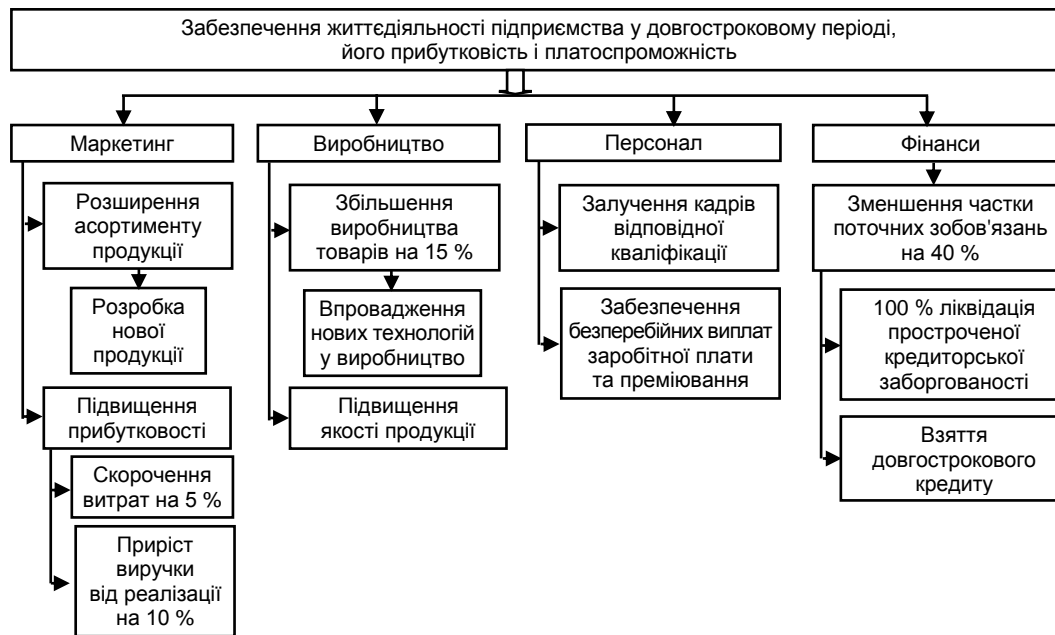 Забезпечення життєдіяльності підприємства у довгостроковому періоді,
його прибутковість і платоспроможність
Маркетинг
Розширення
асортименту
продукції
Розробка
нової
продукції
Підвищення
прибутковості
Скорочення
витрат на 5 %
Приріст
виручки
від реалізації
на 10 %
Виробництво
Збільшення
виробництва
товарів на 15 %
Впровадження
нових технологій
у виробництво
Підвищення
якості продукції
Персонал
Залучення кадрів
відповідної
кваліфікації
Забезпечення
безперебійних виплат
заробітної плати
та преміювання
Фінанси
Зменшення частки
поточних зобов'язань
на 40 %
100 % ліквідація
простроченої
кредиторської
заборгованості
Взяття
довгострокового
кредиту